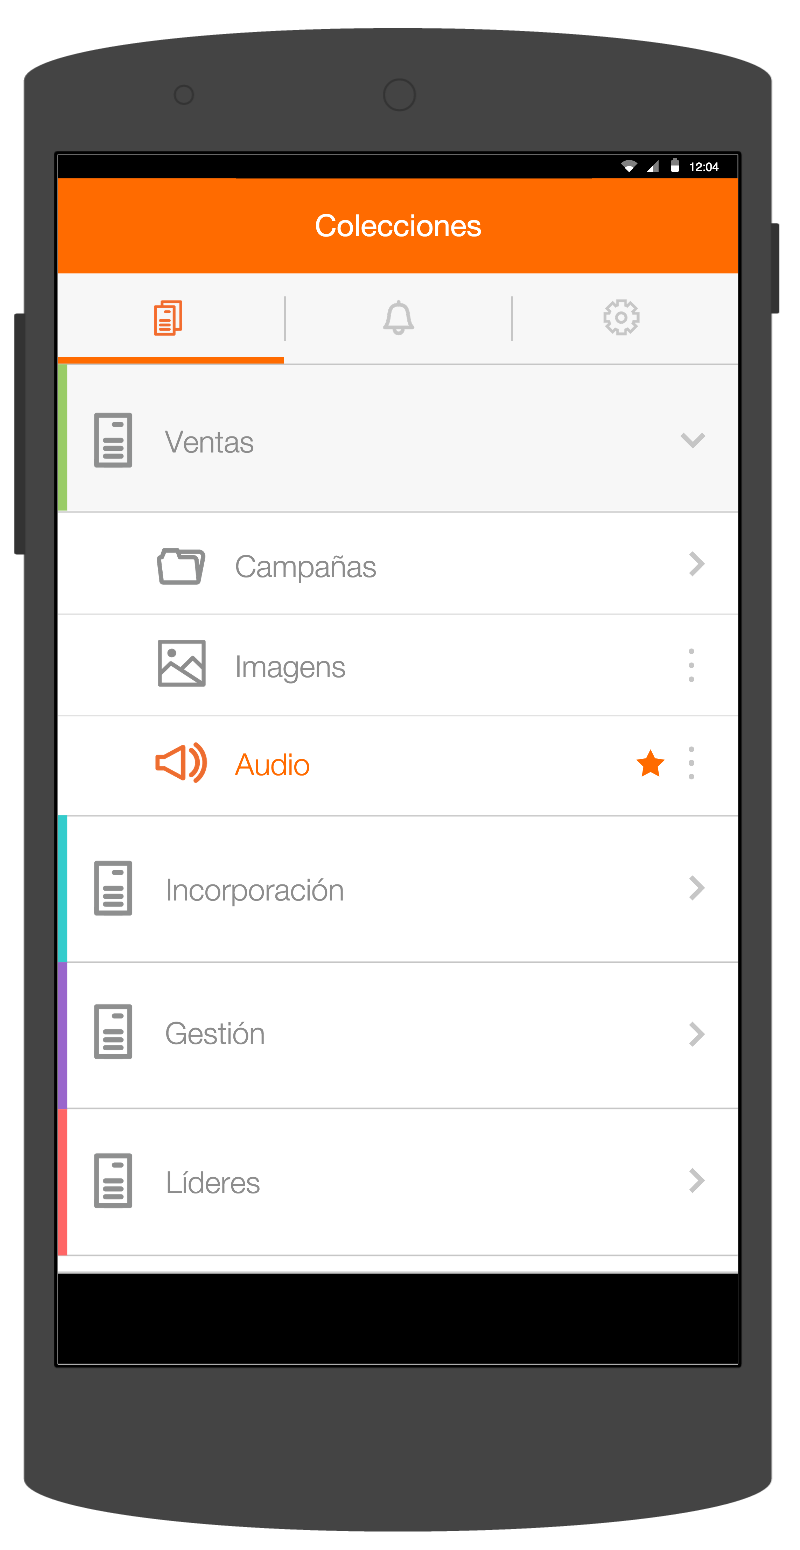 12:04
Colecciones
Ventas
Campañas
Imagens
Audio
Incorporación
Gestión
Líderes